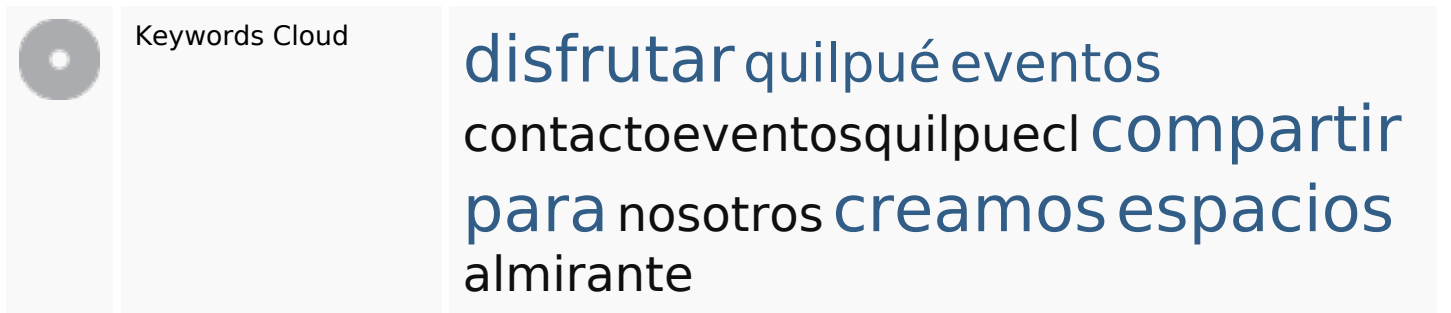 Keywords Cloud
disfrutar quilpué eventos
contactoeventosquilpuecl compartir
para nosotros creamos espacios
almirante